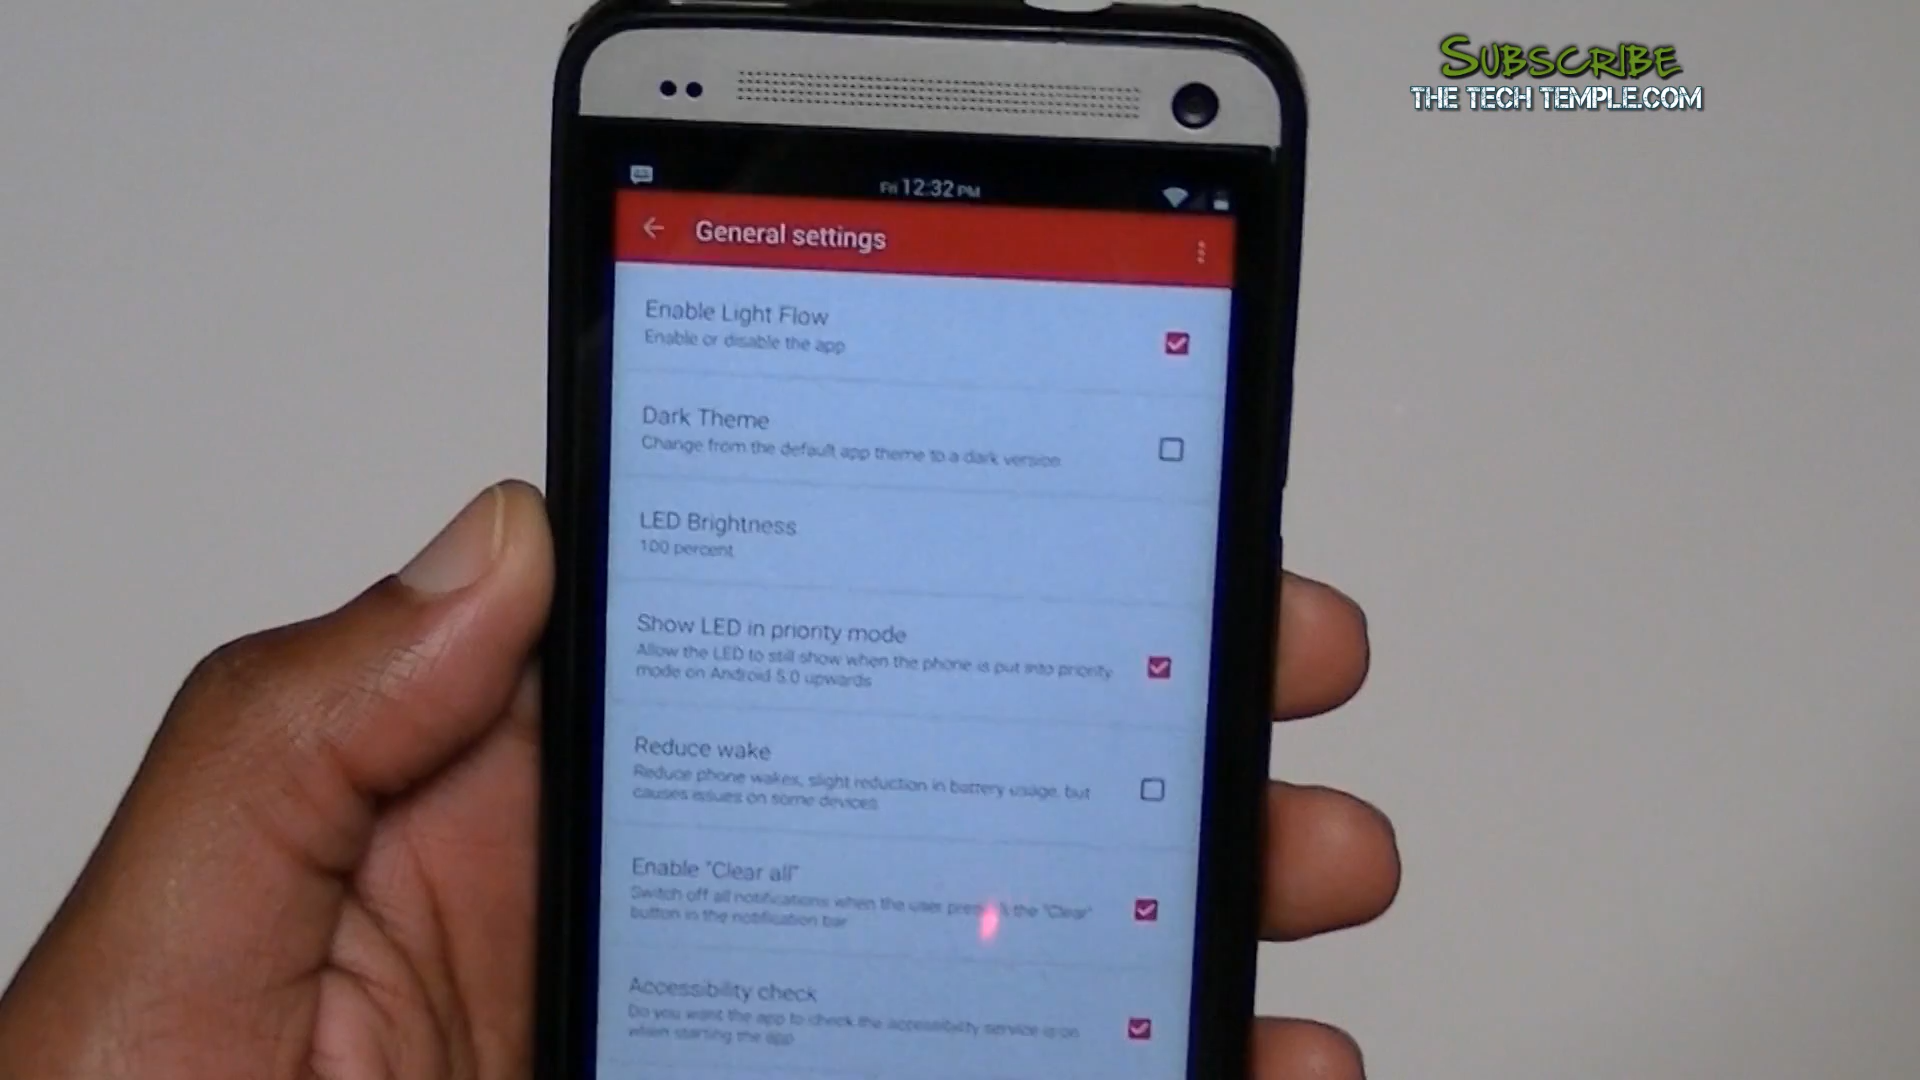 SUBSCRIBE
THE TECH TEMPLE.COM
Fri 12:32 PM
General settings
Enable Light Flow
Enable or disable the app
Dark Theme
Change from the default app theme to a dark version
LED Brightness
100 percent
Show LED in priority mode
Allow the LED to still show when the phone is put into priority
mode on Android 5.0 upwards
Reduce wake
Reduce phone wakes, slight reduction in battery usage, but
causes issues on some devices
Enable "Clear all"
Switch off all notifications when the user the "Clear"
button in the notification bar
Accessibility check
Do you want the app to check the accessibility service is on
when starting the app